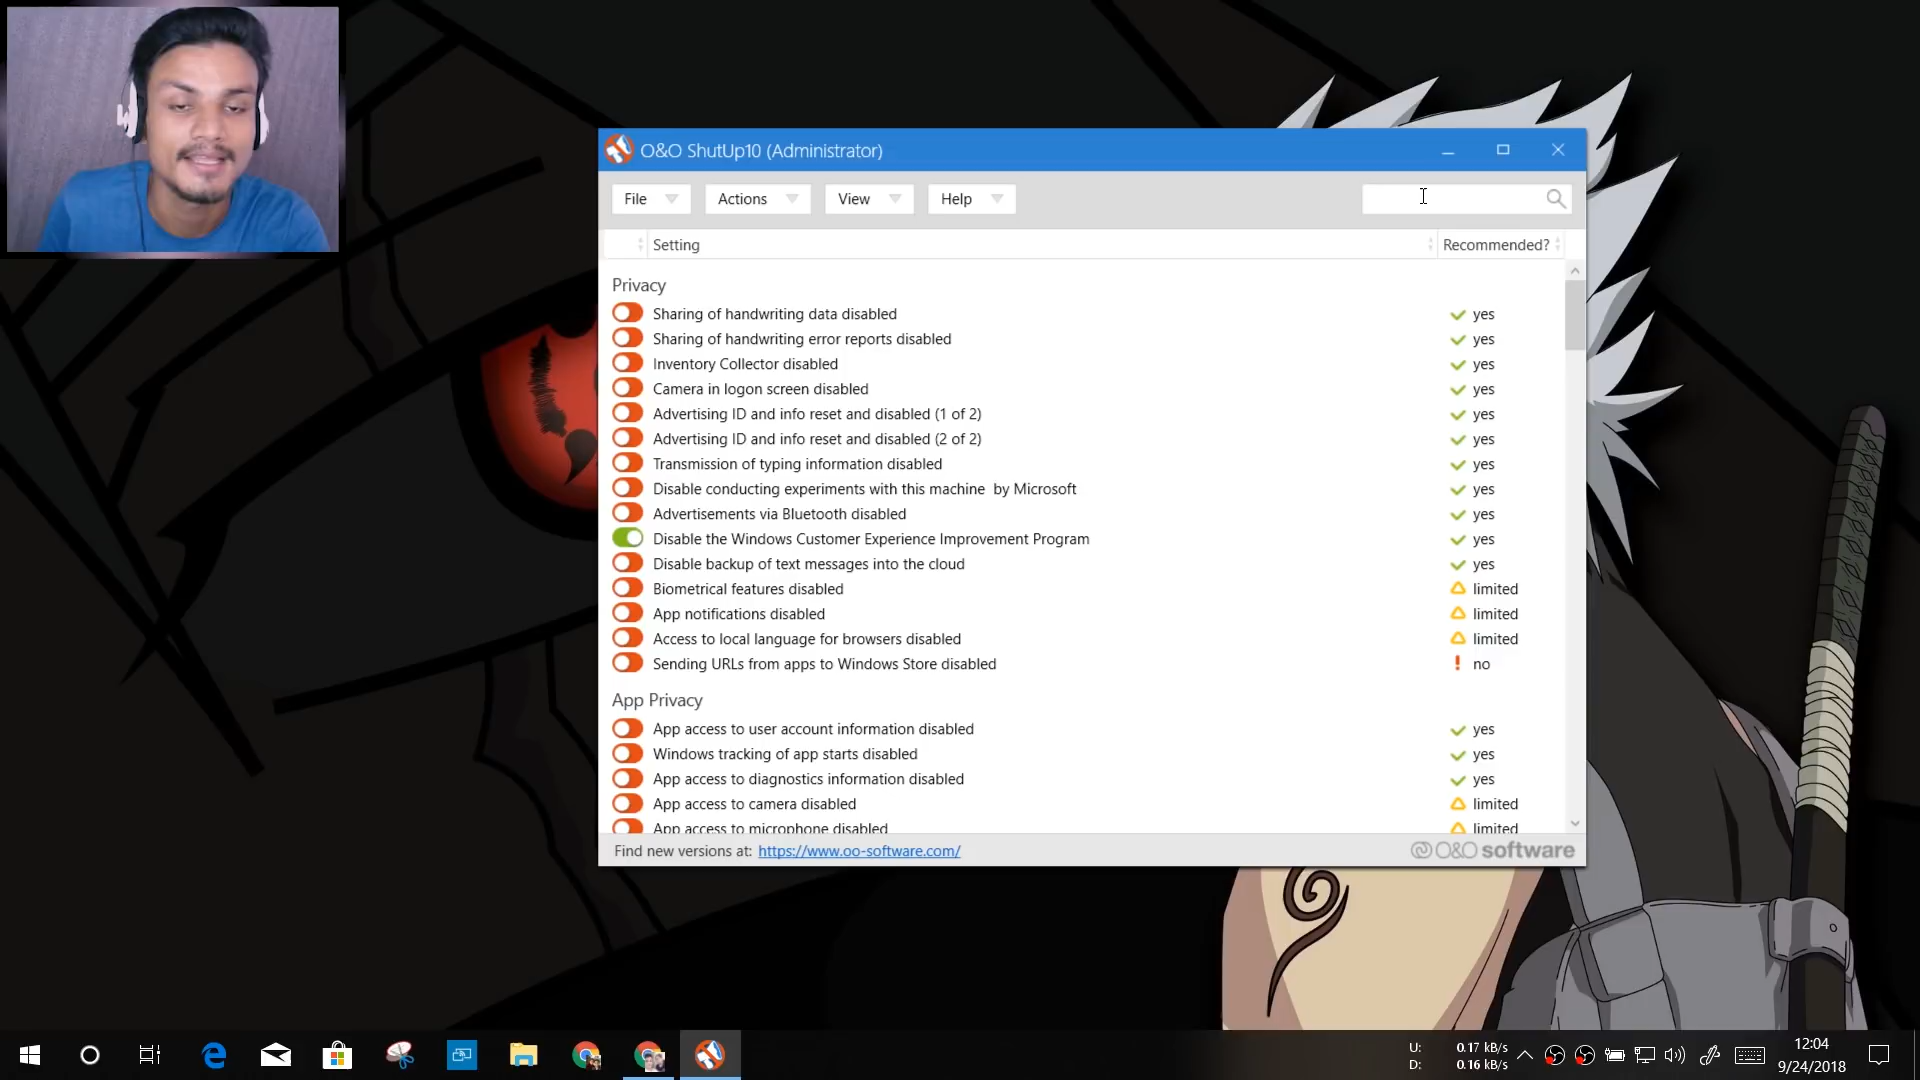 O&O ShutUp10 (Administrator)
File Actions View Help
Setting Recommended?
Privacy
Sharing of handwriting data disabled yes
Sharing of handwriting error reports disabled yes
Inventory Collector disabled yes
Camera in logon screen disabled yes
Advertising ID and info reset and disabled (1 of 2) yes
Advertising ID and info reset and disabled (2 of 2) yes
Transmission of typing information disabled yes
Disable conducting experiments with this machine by Microsoft yes
Advertisements via Bluetooth disabled yes
Disable the Windows Customer Experience Improvement Program yes
Disable backup of text messages into the cloud yes
Biometrical features disabled limited
App notifications disabled limited
Access to local language for browsers disabled limited
Sending URLs from apps to Windows Store disabled no
App Privacy
App access to user account information disabled yes
Windows tracking of app starts disabled yes
App access to diagnostics information disabled yes
App access to camera disabled limited
App access to microphone disabled limited
Find new versions at: https://www.oo-software.com/ O&O software
U: 0.17 kB/s
D: 0.16 kB/s
12:04
9/24/2018